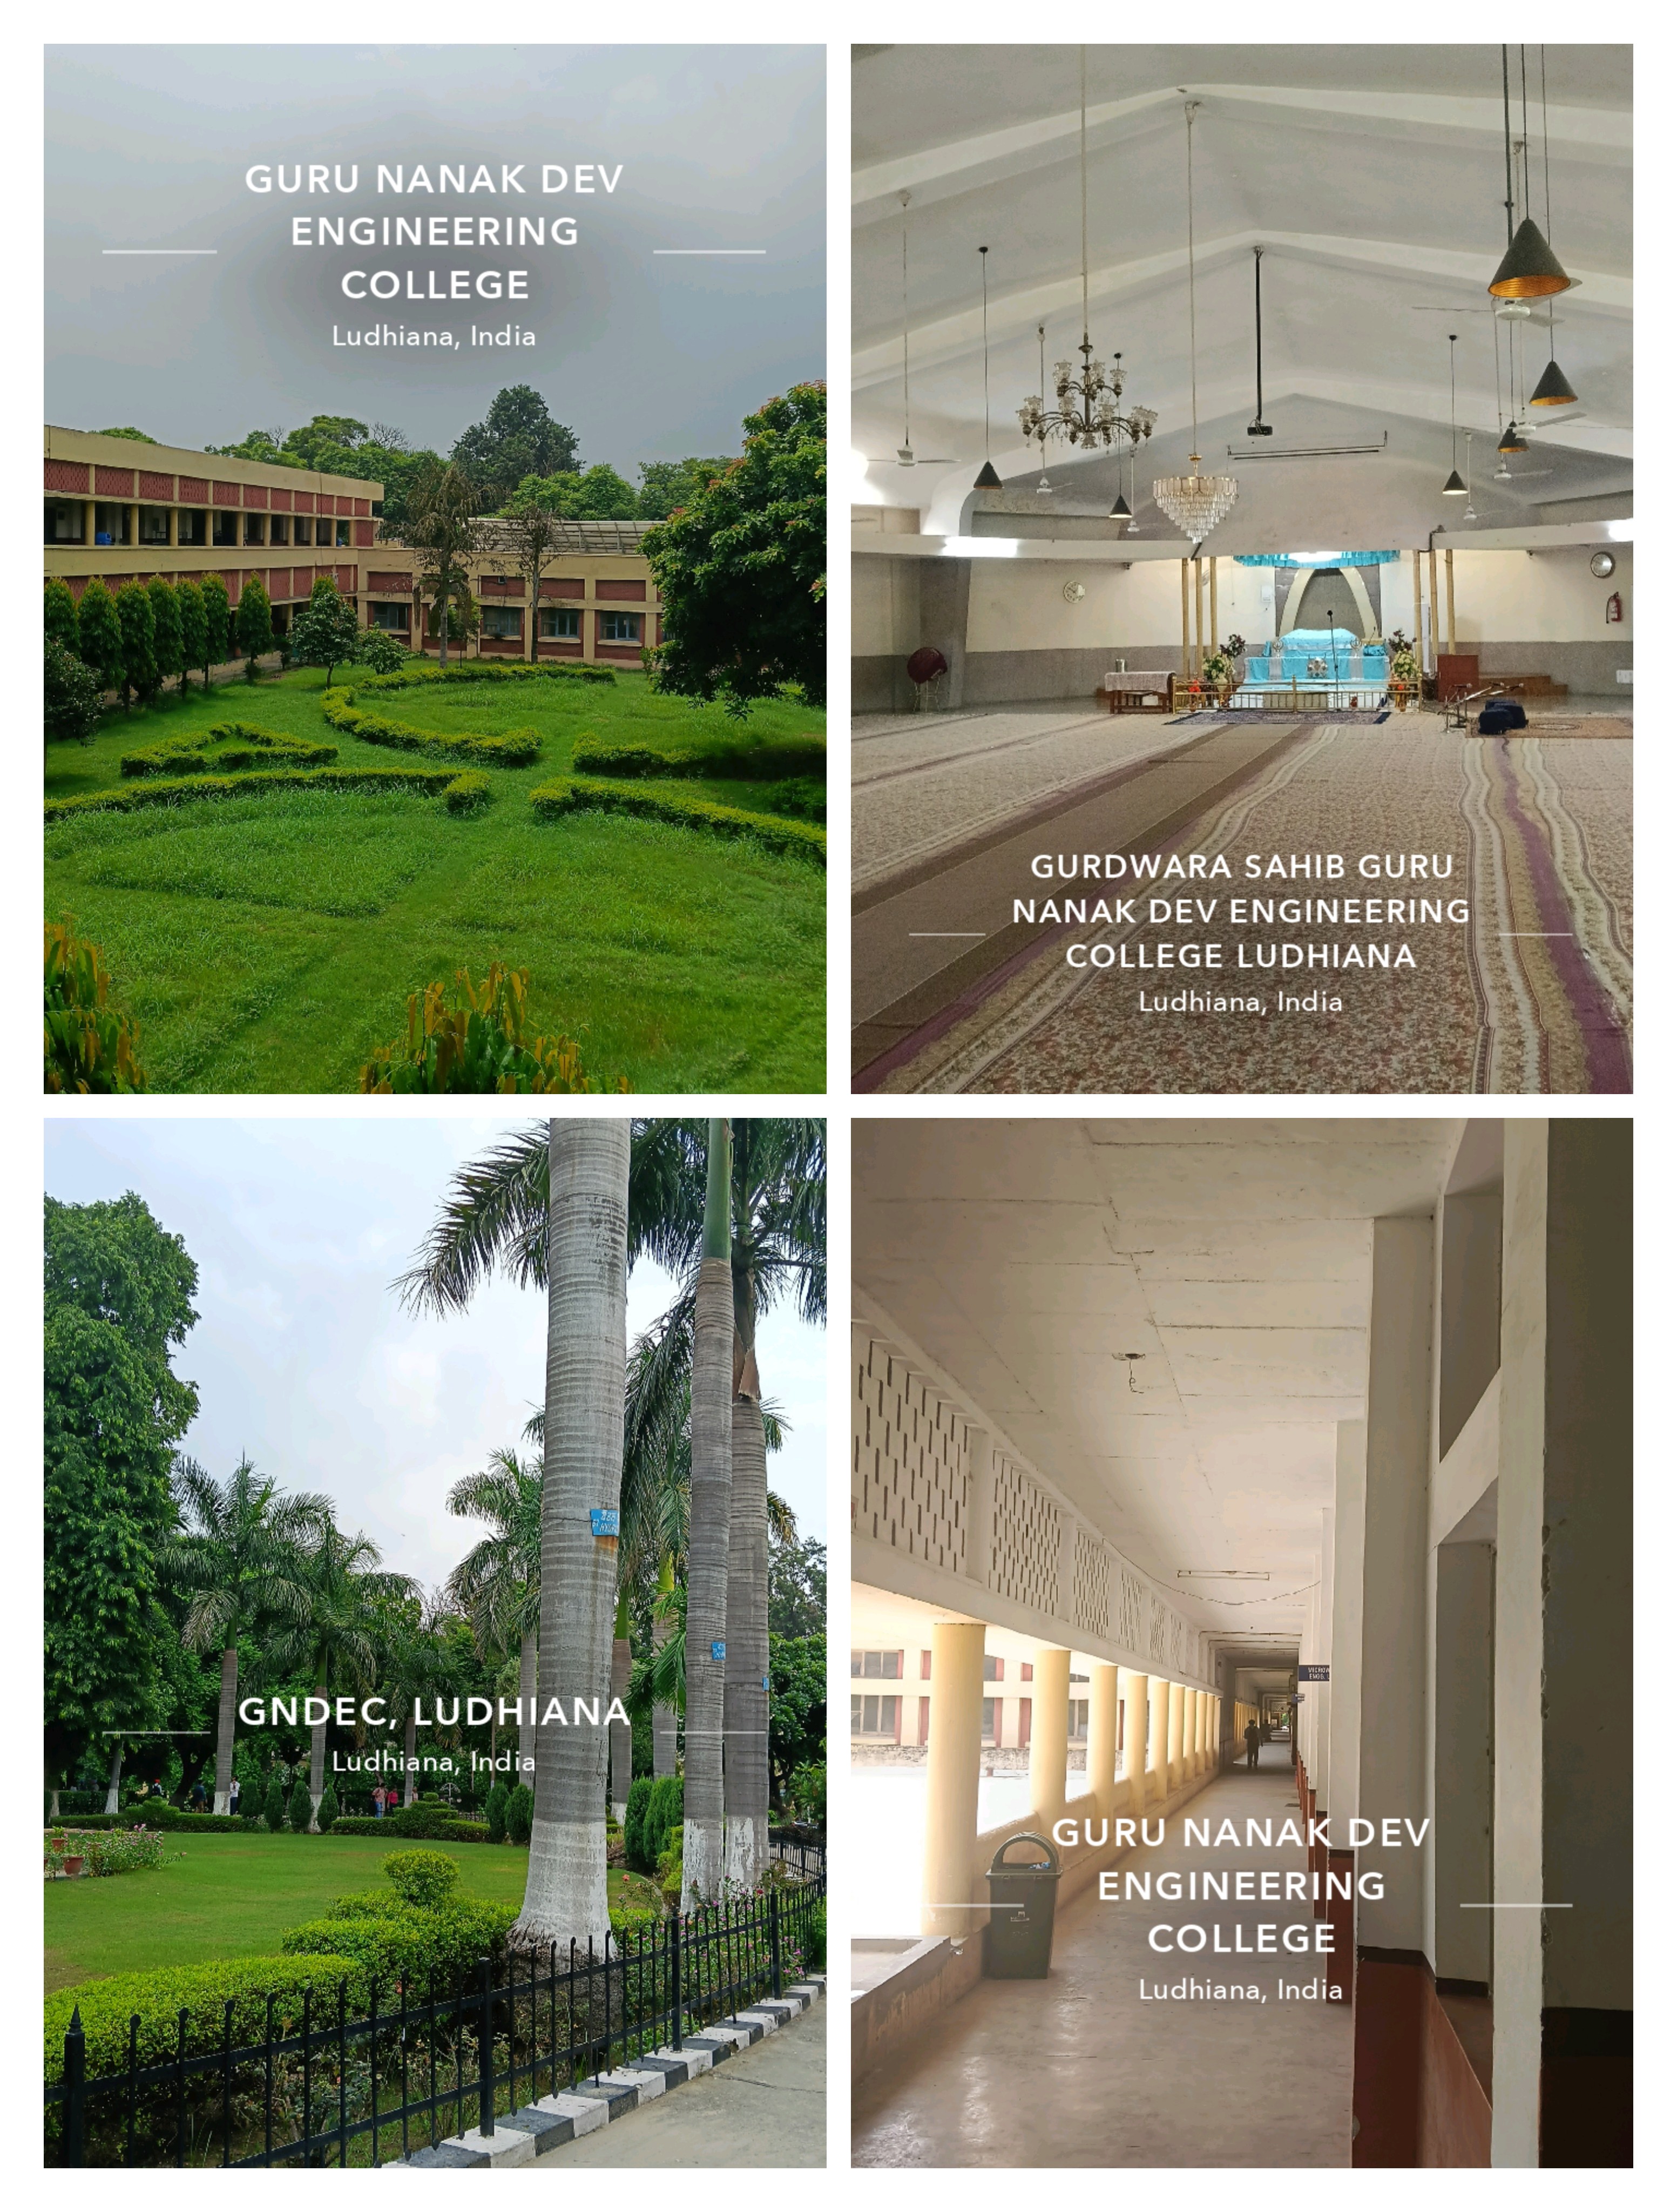 GURU NANAK DEV
ENGINEERING
COLLEGE
Ludhiana, India
GURDWARA SAHIB GURU
NANAK DEV ENGINEERING
COLLEGE LUDHIANA
Ludhiana, India
GNDEC, LUDHIANA
Ludhiana, India
GURU NANAK DEV
ENGINEERING
COLLEGE
Ludhiana, India